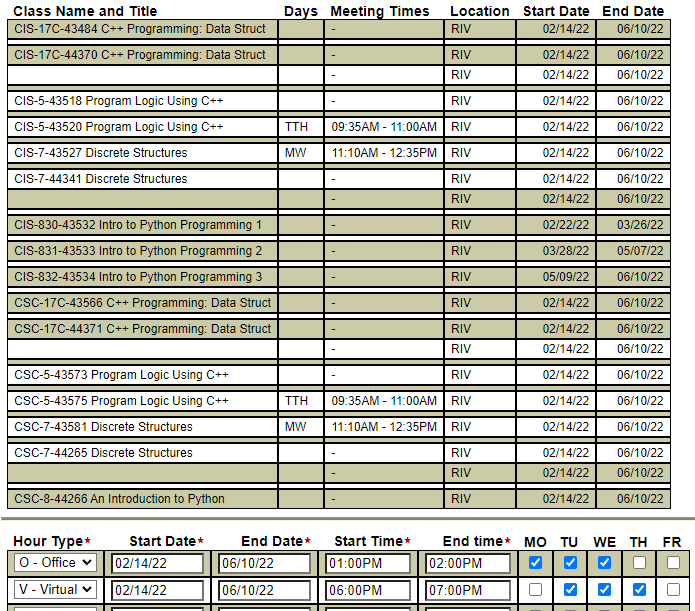 Class Name and Title Days Meeting Times Location Start Date End Date
CIS-17C-43484 C++ Programming: Data Struct - RIV 02/14/22 06/10/22
CIS-17C-44370 C++ Programming: Data Struct - RIV 02/14/22 06/10/22
- RIV 02/14/22 06/10/22
CIS-5-43518 Program Logic Using C++ - RIV 02/14/22 06/10/22
CIS-5-43520 Program Logic Using C++ TTH 09:35AM - 11:00AM RIV 02/14/22 06/10/22
CIS-7-43527 Discrete Structures MW 11:10AM - 12:35PM RIV 02/14/22 06/10/22
CIS-7-44341 Discrete Structures - RIV 02/14/22 06/10/22
- RIV 02/14/22 06/10/22
CIS-830-43532 Intro to Python Programming 1 - RIV 02/22/22 03/26/22
CIS-831-43533 Intro to Python Programming 2 - RIV 03/28/22 05/07/22
CIS-832-43534 Intro to Python Programming 3 - RIV 05/09/22 06/10/22
CSC-17C-43566 C++ Programming: Data Struct - RIV 02/14/22 06/10/22
CSC-17C-44371 C++ Programming: Data Struct - RIV 02/14/22 06/10/22
- RIV 02/14/22 06/10/22
CSC-5-43573 Program Logic Using C++ - RIV 02/14/22 06/10/22
CSC-5-43575 Program Logic Using C++ TTH 09:35AM - 11:00AM RIV 02/14/22 06/10/22
CSC-7-43581 Discrete Structures MW 11:10AM - 12:35PM RIV 02/14/22 06/10/22
CSC-7-44265 Discrete Structures - RIV 02/14/22 06/10/22
- RIV 02/14/22 06/10/22
CSC-8-44266 An Introduction to Python - RIV 02/14/22 06/10/22
Hour Type* Start Date* End Date* Start Time* End time* MO TU WE TH FR
O - Office 02/14/22 06/10/22 01:00PM 02:00PM
V - Virtual 02/14/22 06/10/22 06:00PM 07:00PM